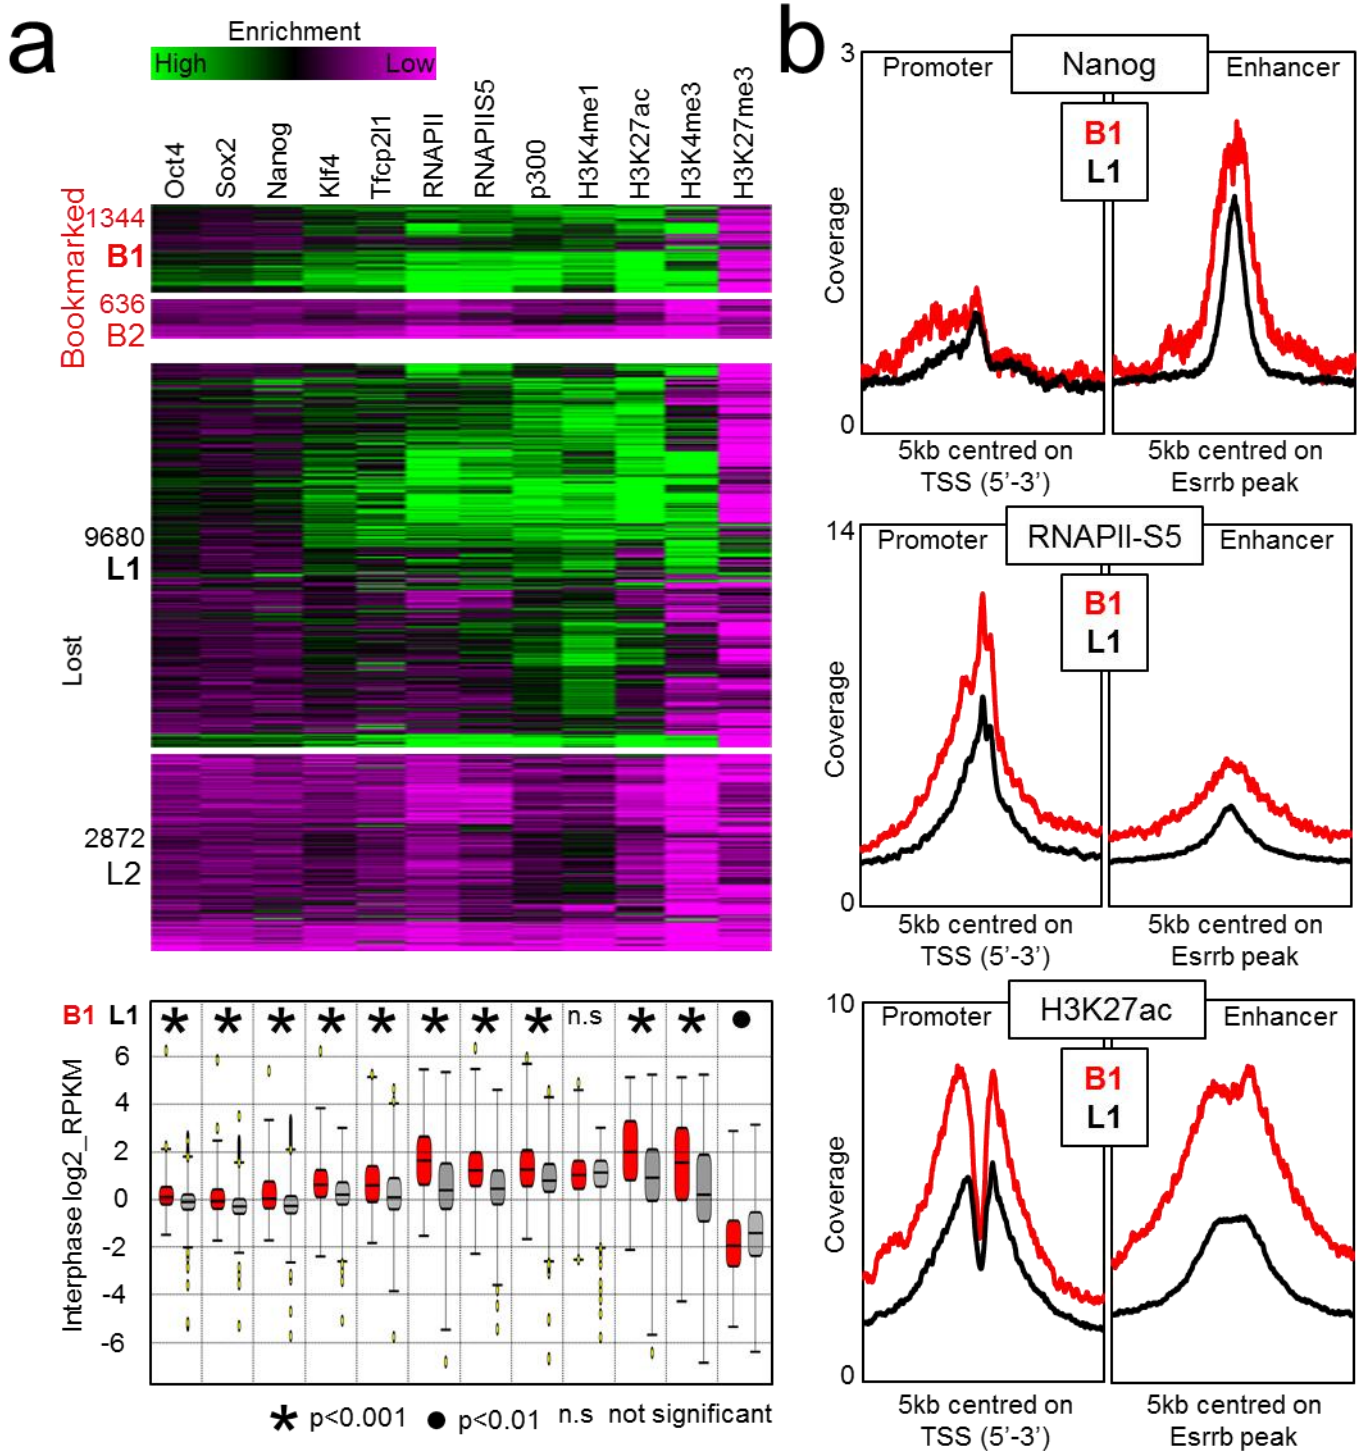 a
Enrichment
High Low
Oct4
Sox2
Nanog
Klf4
Tfcp2l1
RNAPII
RNAPIIS5
p300
H3K4me1
H3K27ac
H3K4me3
H3K27me3
Bookmarked
1344
B1
636
B2
Lost
9680
L1
2872
L2
B1 L1
* * * * * * * * n.s * * ●
Interphase log2_RPKM
6
4
2
0
-2
-4
-6
* p<0.001 ● p<0.01 n.s not significant
b
3
Promoter Nanog Enhancer
B1
L1
Coverage
0
5kb centred on
TSS (5’-3’)
5kb centred on
Esrrb peak
14
Promoter RNAPII-S5 Enhancer
B1
L1
Coverage
0
5kb centred on
TSS (5’-3’)
5kb centred on
Esrrb peak
10
Promoter H3K27ac Enhancer
B1
L1
Coverage
0
5kb centred on
TSS (5’-3’)
5kb centred on
Esrrb peak